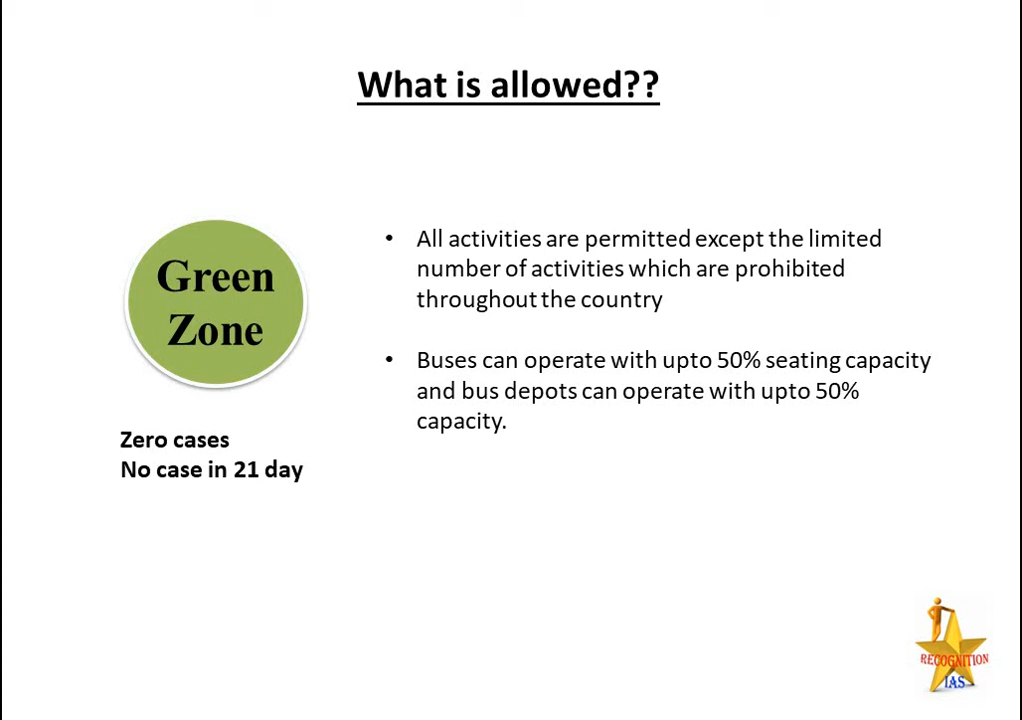 What is allowed??
Green
Zone
Zero cases
No case in 21 day
• All activities are permitted except the limited
number of activities which are prohibited
throughout the country
• Buses can operate with upto 50% seating capacity
and bus depots can operate with upto 50%
capacity.
RECOGNITION
IAS